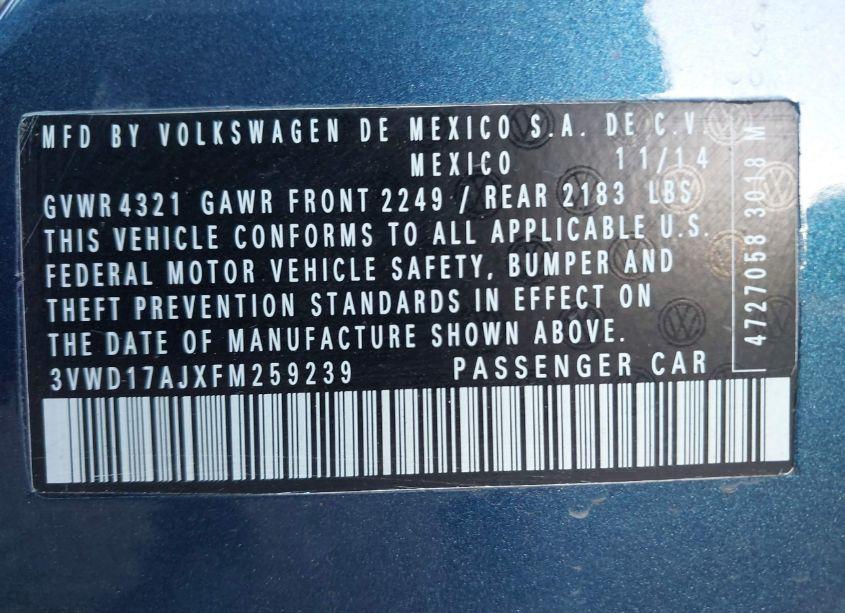 MFD BY VOLKSWAGEN DE MEXICO S.A. DE C.V.
MEXICO 11/14
GVWR 4321 GAWR FRONT 2249 / REAR 2183 LBS
THIS VEHICLE CONFORMS TO ALL APPLICABLE U.S.
FEDERAL MOTOR VEHICLE SAFETY, BUMPER AND
THEFT PREVENTION STANDARDS IN EFFECT ON
THE DATE OF MANUFACTURE SHOWN ABOVE.
3VWD17AJXFM259239 PASSENGER CAR
4727058 3018 M